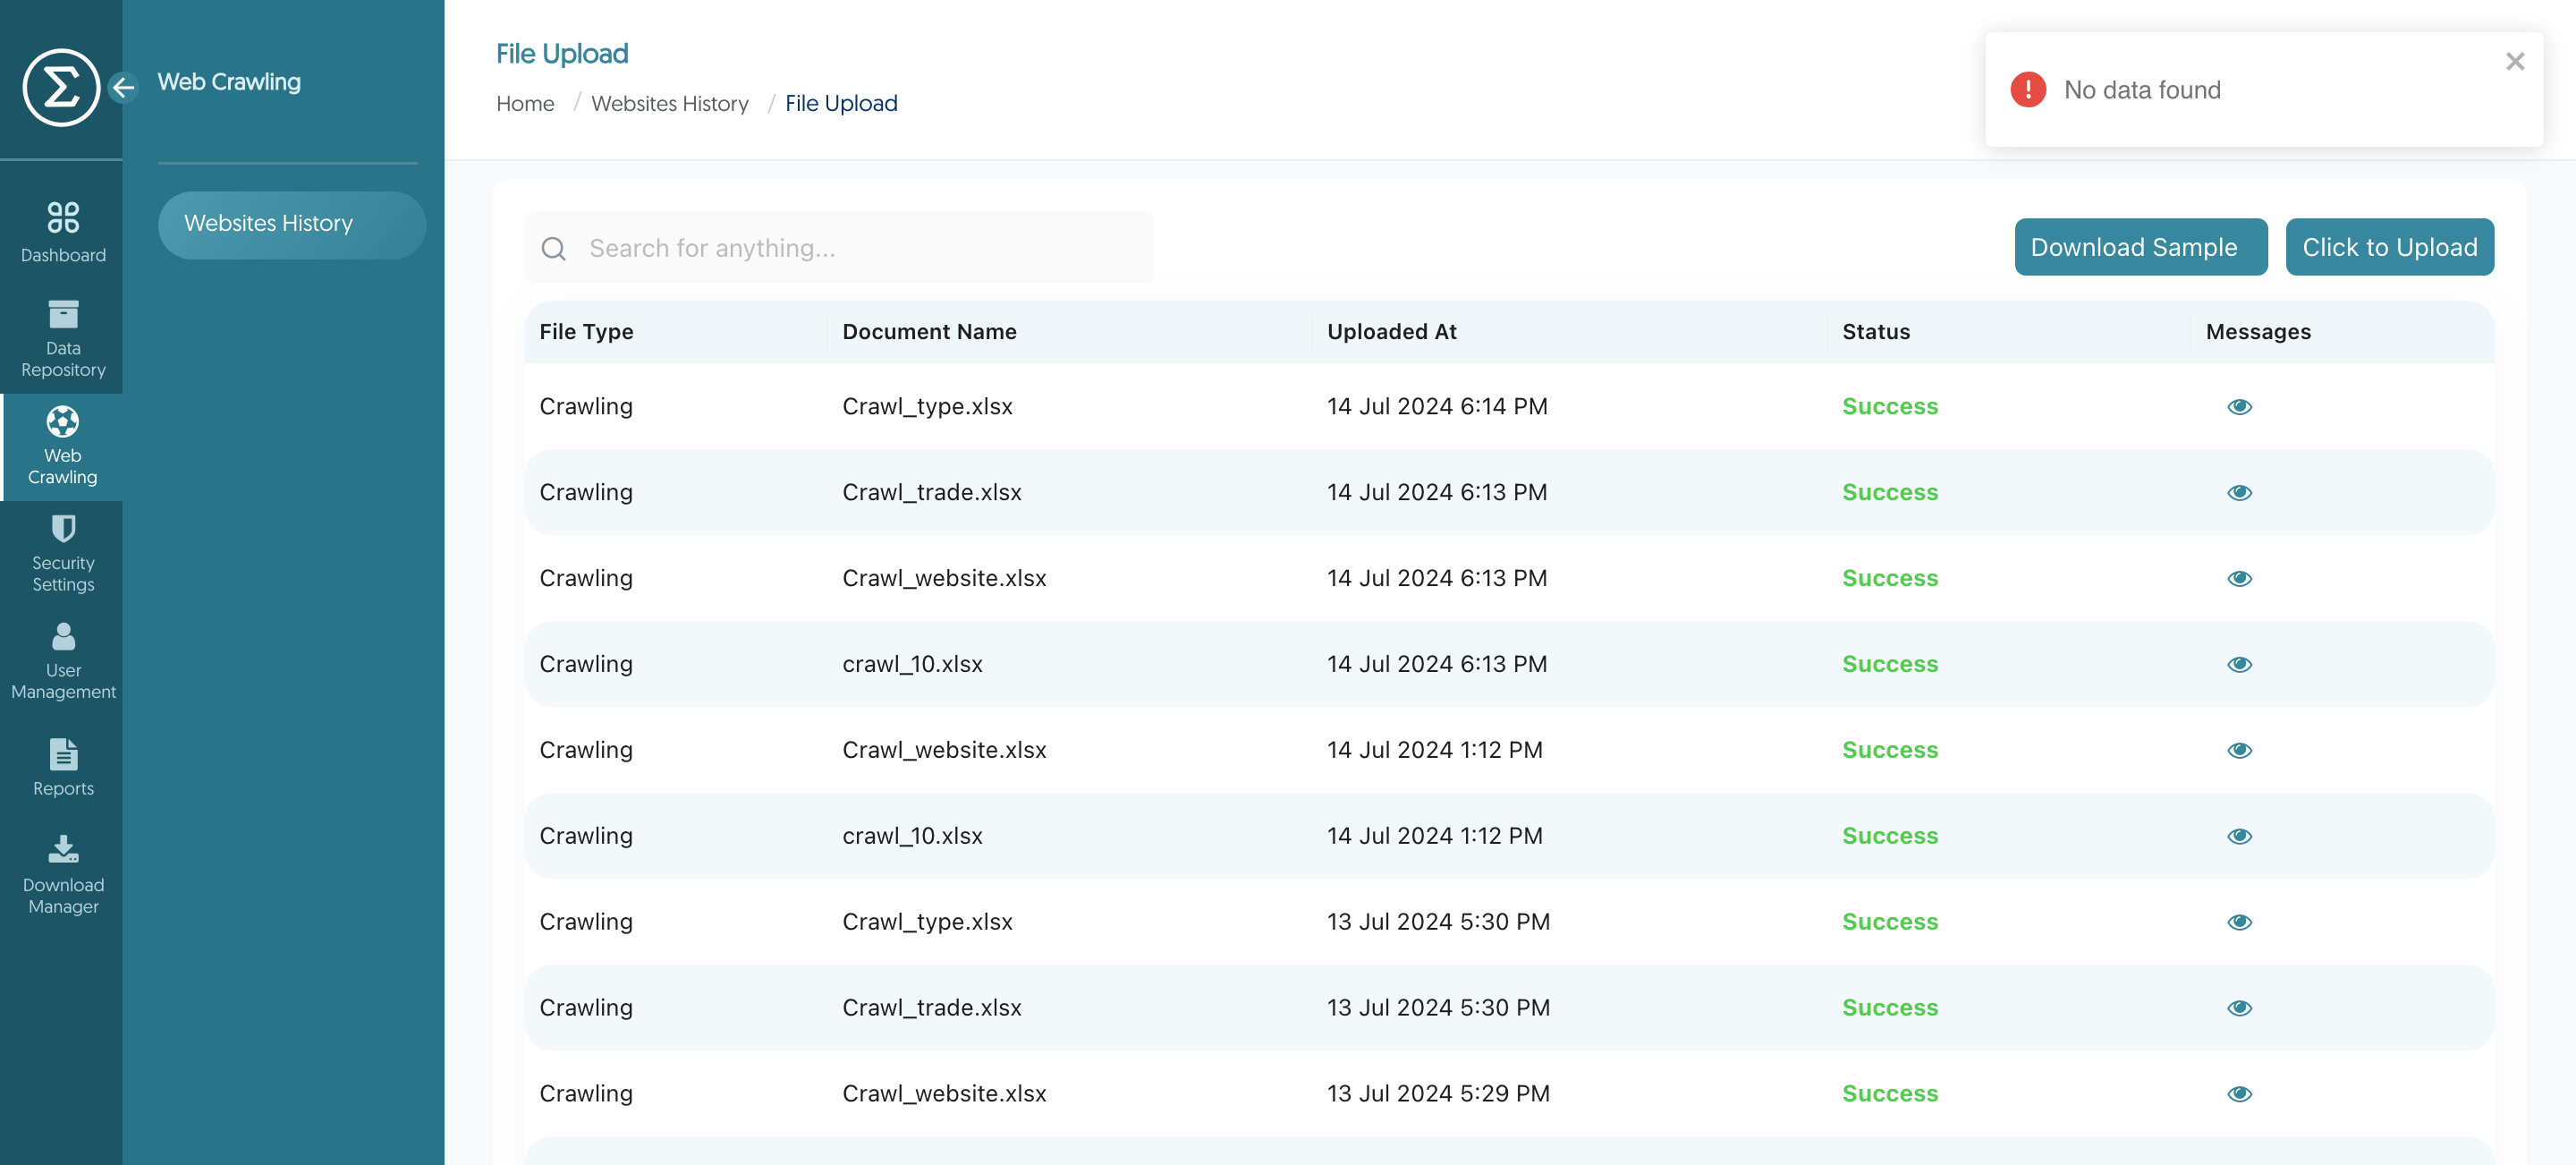 Σ
Web Crawling
Websites History
Dashboard
Data
Repository
Web
Crawling
Security
Settings
User
Management
Reports
Download
Manager
File Upload
Home / Websites History / File Upload
No data found
Search for anything...
Download Sample
Click to Upload
File Type Document Name Uploaded At Status Messages
Crawling Crawl_type.xlsx 14 Jul 2024 6:14 PM Success
Crawling Crawl_trade.xlsx 14 Jul 2024 6:13 PM Success
Crawling Crawl_website.xlsx 14 Jul 2024 6:13 PM Success
Crawling crawl_10.xlsx 14 Jul 2024 6:13 PM Success
Crawling Crawl_website.xlsx 14 Jul 2024 1:12 PM Success
Crawling crawl_10.xlsx 14 Jul 2024 1:12 PM Success
Crawling Crawl_type.xlsx 13 Jul 2024 5:30 PM Success
Crawling Crawl_trade.xlsx 13 Jul 2024 5:30 PM Success
Crawling Crawl_website.xlsx 13 Jul 2024 5:29 PM Success